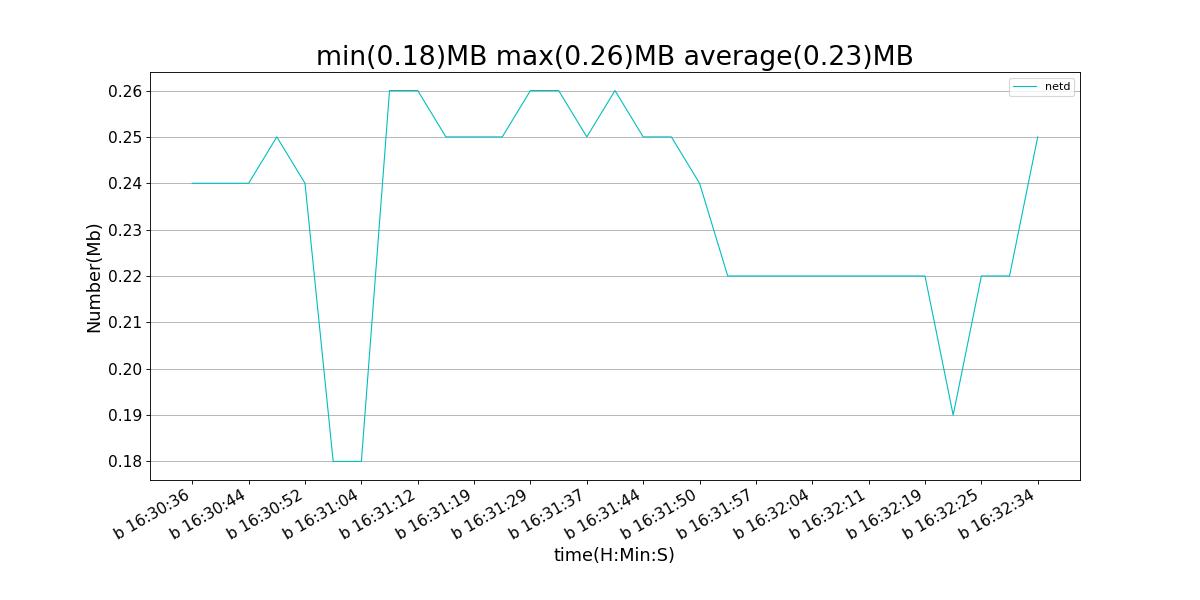 min(0.18)MB max(0.26)MB average(0.23)MB
netd
0.26
0.25
0.24
0.23
0.22
0.21
0.20
0.19
0.18
Number(Mb)
b 16:30:36
b 16:30:44
b 16:30:52
b 16:31:04
b 16:31:12
b 16:31:19
b 16:31:29
b 16:31:37
b 16:31:44
b 16:31:50
b 16:31:57
b 16:32:04
b 16:32:11
b 16:32:19
b 16:32:25
b 16:32:34
time(H:Min:S)